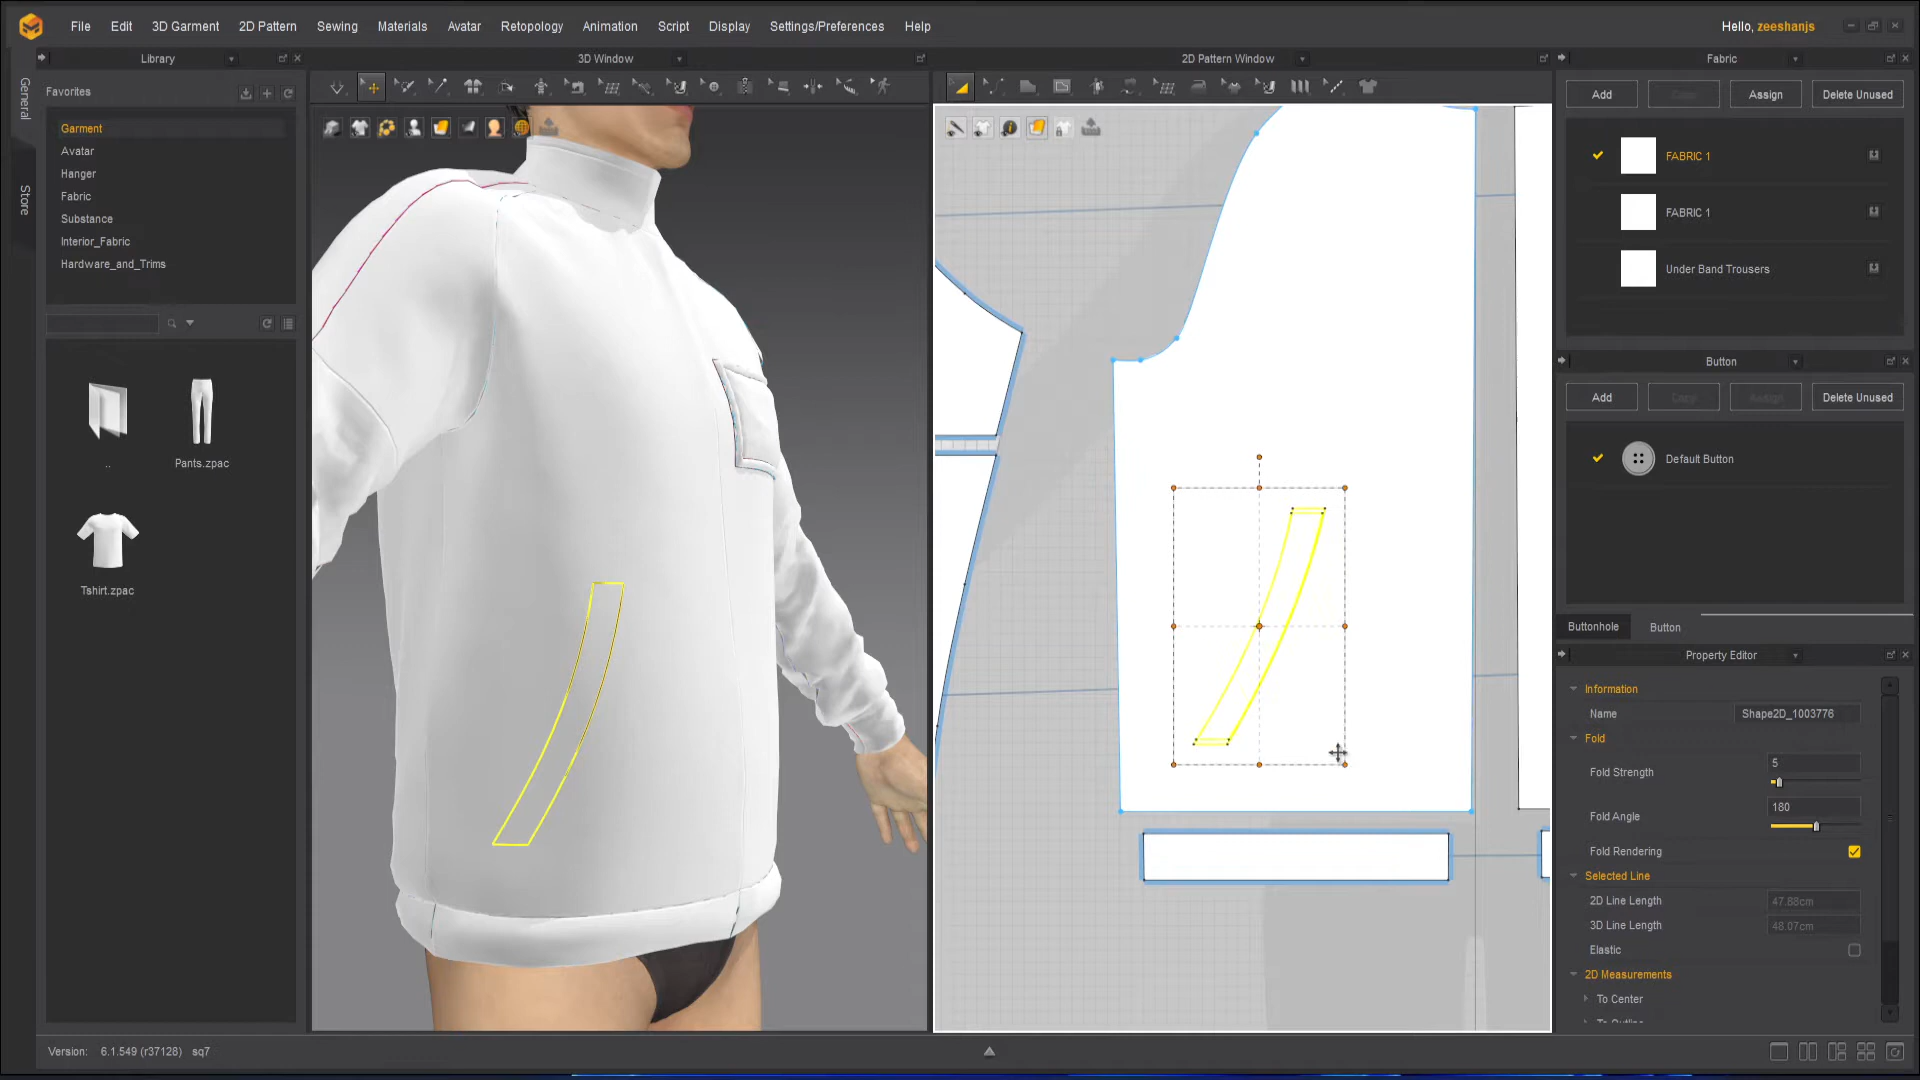 File Edit 3D Garment 2D Pattern Sewing Materials Avatar Retopology Animation Script Display Settings/Preferences Help
Hello, zeeshanjs
General
Store
Library
Favorites
Garment
Avatar
Hanger
Fabric
Substance
Interior_Fabric
Hardware_and_Trims
..
Pants.zpac
Tshirt.zpac
3D Window
2D Pattern Window
Fabric
Add Copy Assign Delete Unused
FABRIC 1
FABRIC 1
Under Band Trousers
Button
Add Copy Assign Delete Unused
Default Button
Buttonhole Button
Property Editor
Information
Name Shape2D_1003776
Fold
Fold Strength 5
Fold Angle 180
Fold Rendering
Selected Line
2D Line Length 47.88cm
3D Line Length 48.07cm
Elastic
2D Measurements
To Center
To Outline
Version: 6.1.549 (r37128) sq7